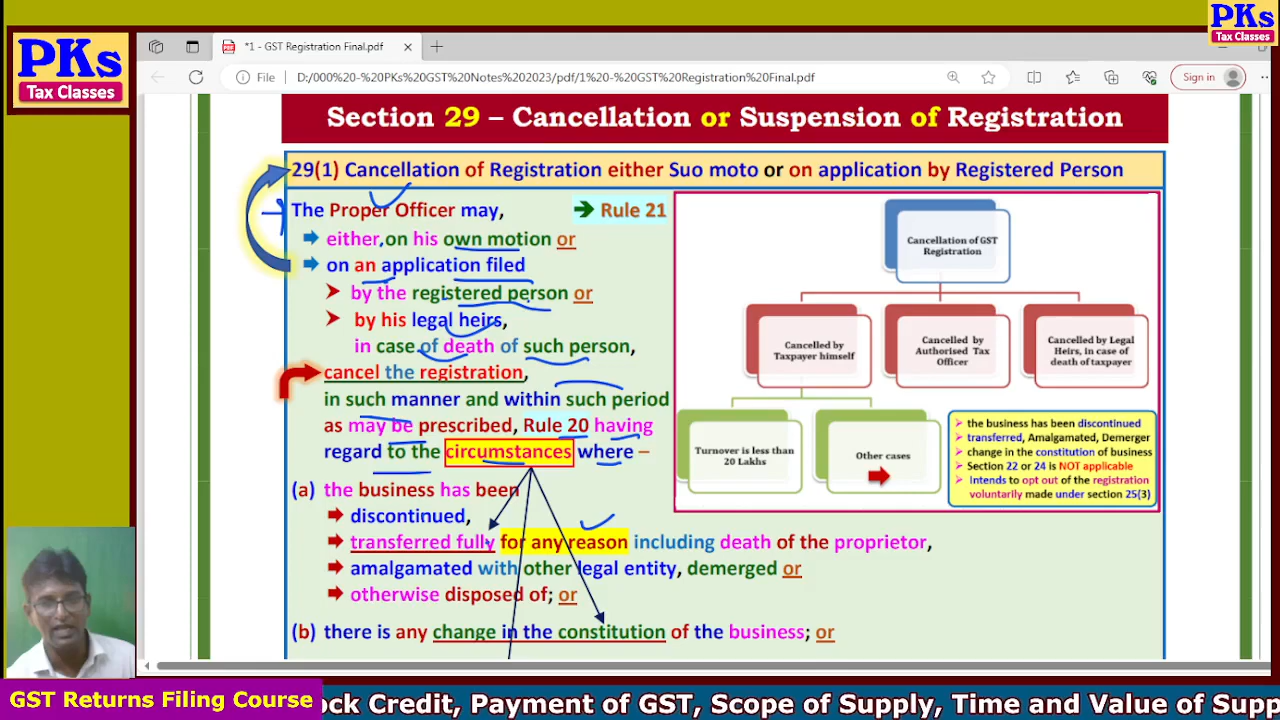 PKs
Tax Classes
PKs
Tax Classes
*1 - GST Registration Final.pdf
File D:/000%20-%20PKs%20GST%20Notes%202023/pdf/1%20-%20GST%20Registration%20Final.pdf
Sign in
Section 29 – Cancellation or Suspension of Registration
29(1) Cancellation of Registration either Suo moto or on application by Registered Person
The Proper Officer may, Rule 21
either, on his own motion or
on an application filed
by the registered person or
by his legal heirs,
in case of death of such person,
cancel the registration,
in such manner and within such period
as may be prescribed, Rule 20 having
regard to the circumstances where –
(a) the business has been
discontinued,
transferred fully for any reason including death of the proprietor,
amalgamated with other legal entity, demerged or
otherwise disposed of; or
(b) there is any change in the constitution of the business; or
Cancellation of GST
Registration
Cancelled by
Taxpayer himself
Cancelled by
Authorised Tax
Officer
Cancelled by Legal
Heirs, in case of
death of taxpayer
Turnover is less than
20 Lakhs
Other cases
the business has been discontinued
transferred, Amalgamated, Demerger
change in the constitution of business
Section 22 or 24 is NOT applicable
Intends to opt out of the registration
voluntarily made under section 25(3)
GST Returns Filing Course
ock Credit, Payment of GST, Scope of Supply, Time and Value of Supp